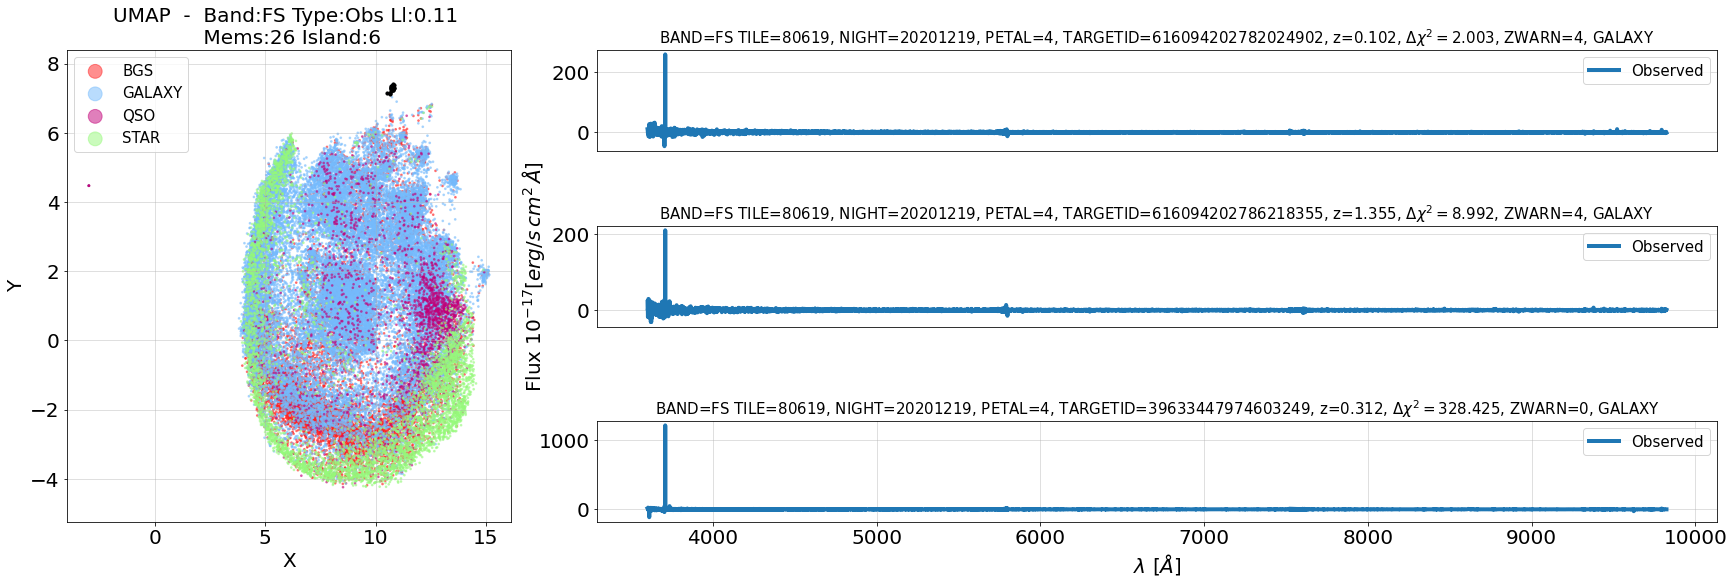 UMAP - Band:FS Type:Obs Ll:0.11
Mems:26 Island:6
8
6
4
2
0
−2
−4
Y
0
5
10
15
X
BGS
GALAXY
QSO
STAR
Flux 10⁻¹⁷[erg/s cm² Å]
BAND=FS TILE=80619, NIGHT=20201219, PETAL=4, TARGETID=616094202782024902, z=0.102, Δχ² = 2.003, ZWARN=4, GALAXY
200
0
Observed
BAND=FS TILE=80619, NIGHT=20201219, PETAL=4, TARGETID=616094202786218355, z=1.355, Δχ² = 8.992, ZWARN=4, GALAXY
200
0
Observed
BAND=FS TILE=80619, NIGHT=20201219, PETAL=4, TARGETID=39633447974603249, z=0.312, Δχ² = 328.425, ZWARN=0, GALAXY
1000
0
Observed
4000
5000
6000
7000
8000
9000
10000
λ [Å]